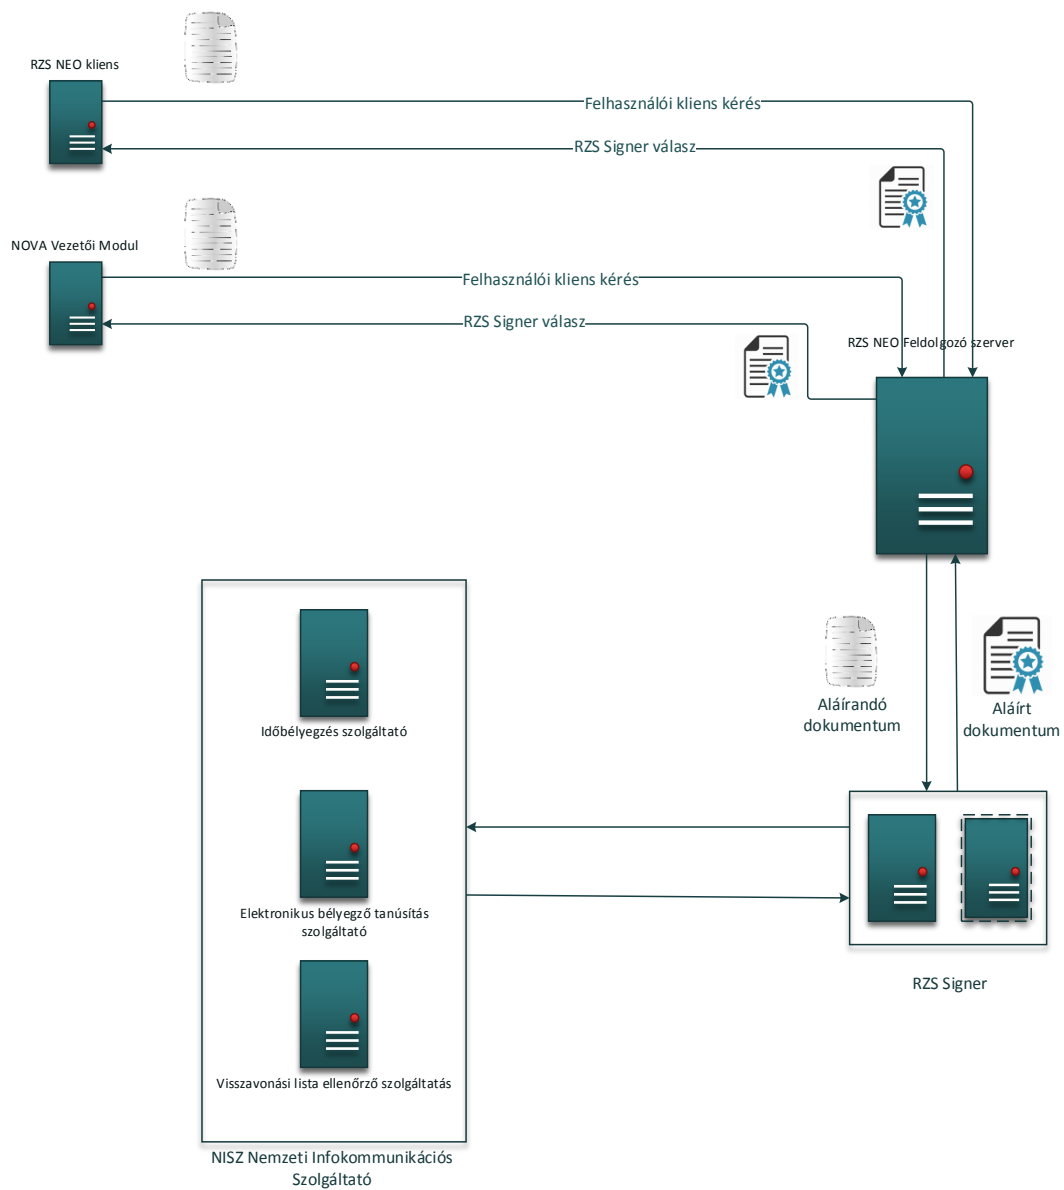 RZS NEO kliens
Felhasználói kliens kérés
RZS Signer válasz
NOVA Vezetői Modul
Felhasználói kliens kérés
RZS Signer válasz
RZS NEO Feldolgozó szerver
Aláírandó
dokumentum
Aláírt
dokumentum
Időbélyegzés szolgáltató
Elektronikus bélyegző tanúsítás
szolgáltató
RZS Signer
Visszavonási lista ellenőrző szolgáltatás
NISZ Nemzeti Infokommunikációs
Szolgáltató